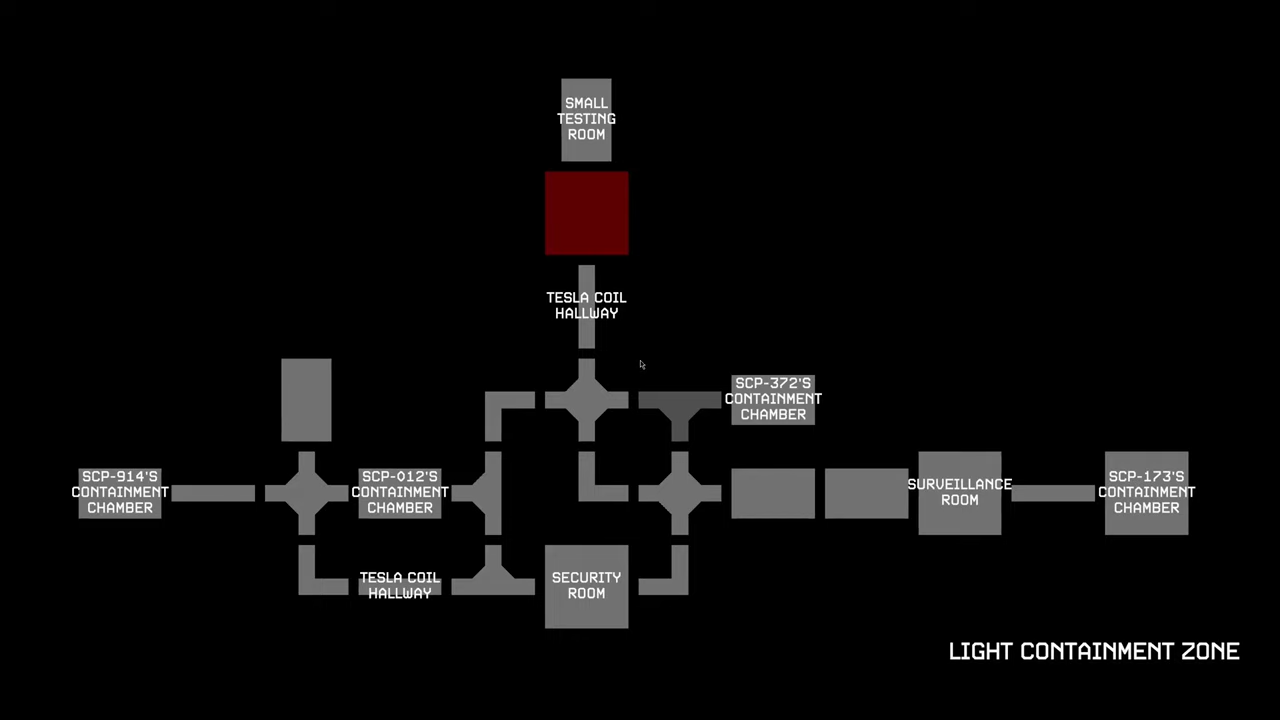 SMALL
TESTING
ROOM
TESLA COIL
HALLWAY
SCP-372'S
CONTAINMENT
CHAMBER
SCP-914'S
CONTAINMENT
CHAMBER
SCP-012'S
CONTAINMENT
CHAMBER
SURVEILLANCE
ROOM
SCP-173'S
CONTAINMENT
CHAMBER
TESLA COIL
HALLWAY
SECURITY
ROOM
LIGHT CONTAINMENT ZONE